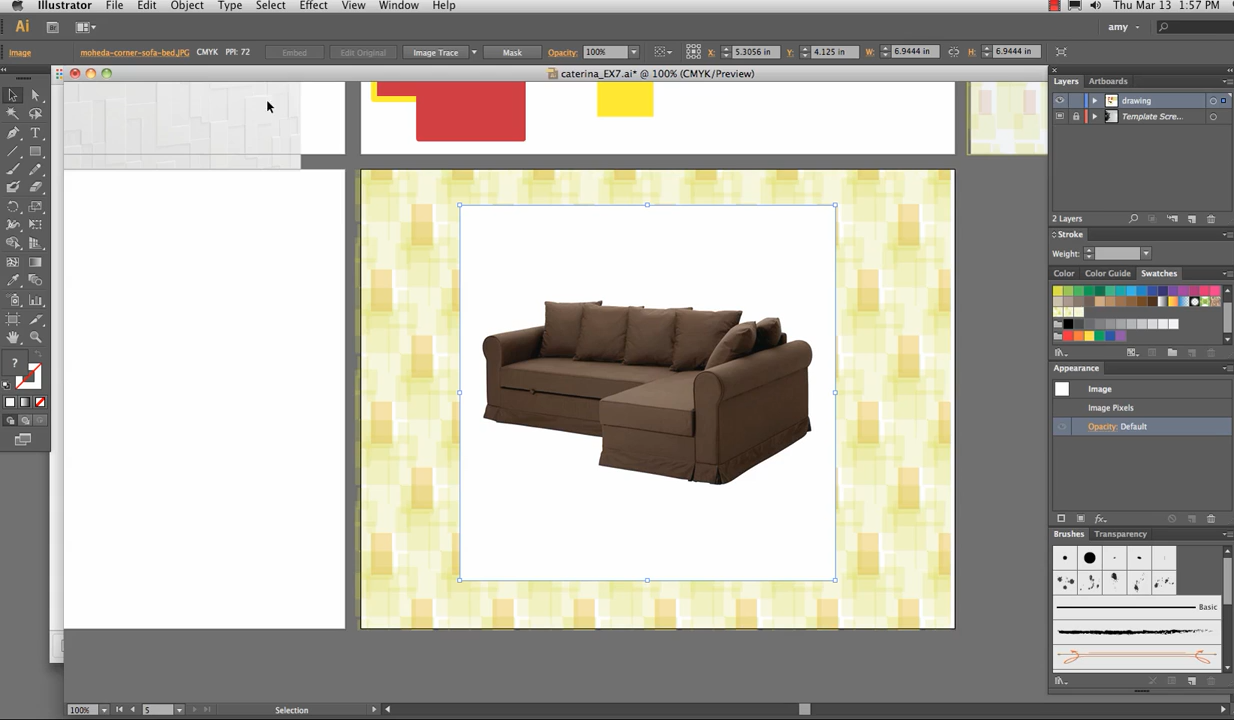 Illustrator File Edit Object Type Select Effect View Window Help Thu Mar 13 1:57 PM
Ai amy
Image moheda-corner-sofa-bed.JPG CMYK PPI: 72 Embed Edit Original Image Trace Mask Opacity: 100% X: 5.3056 in Y: 4.125 in W: 6.9444 in H: 6.9444 in
caterina_EX7.ai* @ 100% (CMYK/Preview)
Layers Artboards
drawing
Template Scre...
2 Layers
Stroke
Weight:
Color Color Guide Swatches
Appearance
Image
Image Pixels
Opacity: Default
fx
Brushes Transparency
Basic
?
100% 5 Selection